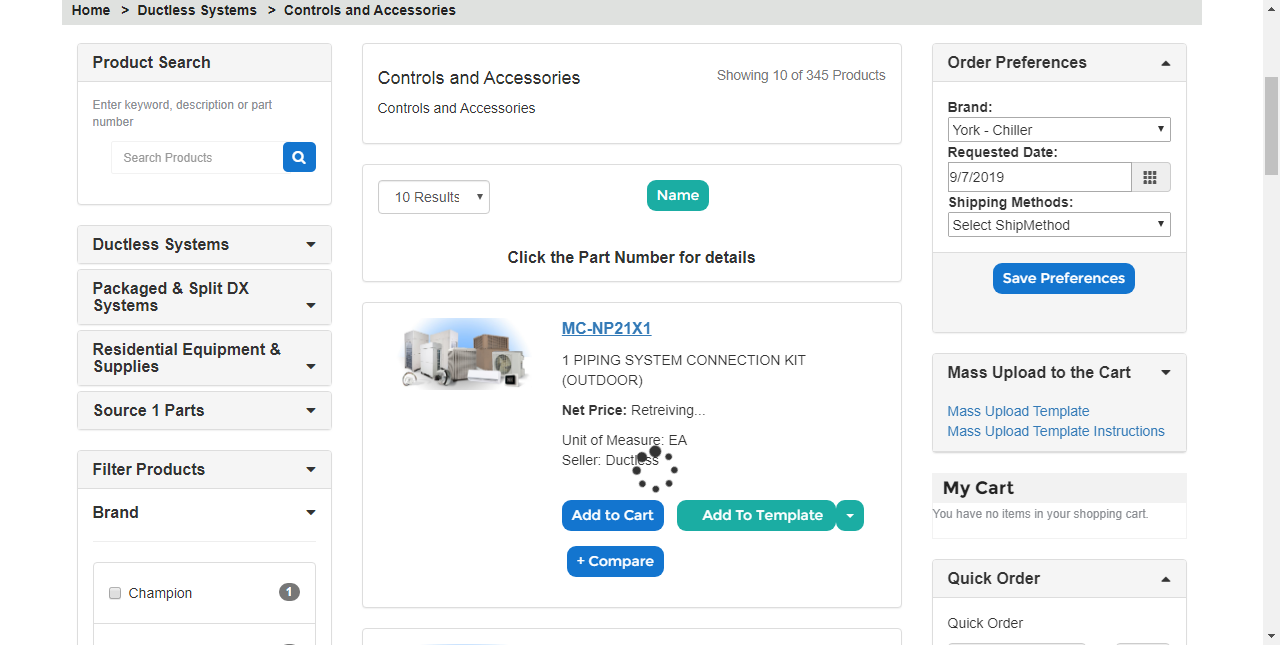 Home > Ductless Systems > Controls and Accessories
Product Search
Enter keyword, description or part
number
Search Products
Ductless Systems
Packaged & Split DX
Systems
Residential Equipment &
Supplies
Source 1 Parts
Filter Products
Brand
Champion 1
Controls and Accessories
Showing 10 of 345 Products
Controls and Accessories
10 Results
Name
Click the Part Number for details
MC-NP21X1
1 PIPING SYSTEM CONNECTION KIT
(OUTDOOR)
Net Price: Retreiving...
Unit of Measure: EA
Seller: Ductless
Add to Cart
Add To Template
+ Compare
Order Preferences
Brand:
York - Chiller
Requested Date:
9/7/2019
Shipping Methods:
Select ShipMethod
Save Preferences
Mass Upload to the Cart
Mass Upload Template
Mass Upload Template Instructions
My Cart
You have no items in your shopping cart.
Quick Order
Quick Order